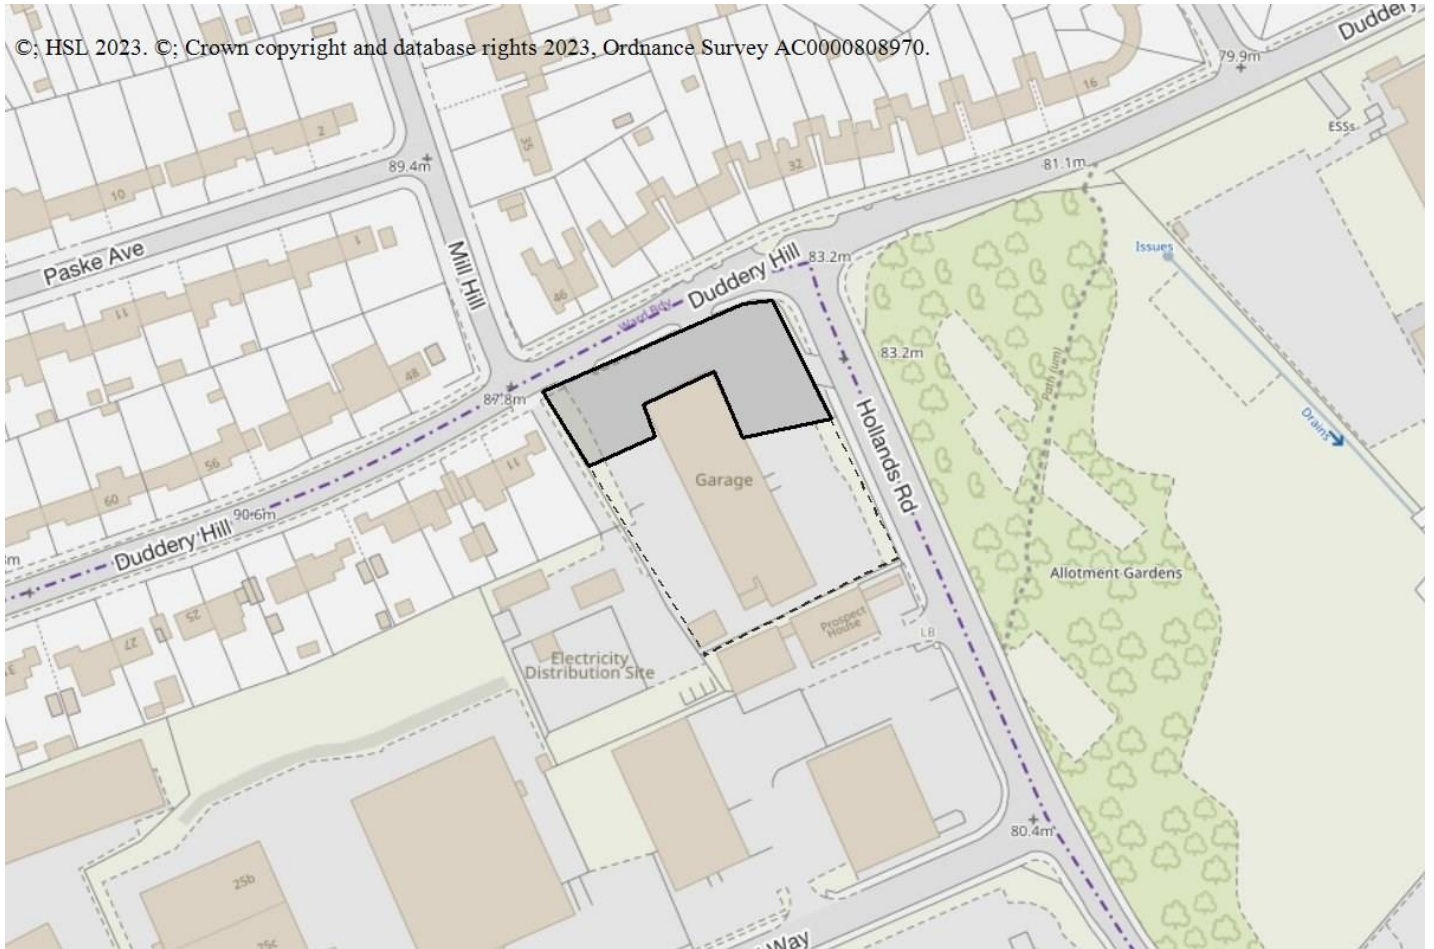 ©; HSL 2023. ©; Crown copyright and database rights 2023, Ordnance Survey AC0000808970.
Duddery
79.9m
16
ESSs
2
35
89.4m
32
81.1m
10
Paske Ave
1
Mill Hill
46
Issues
Duddery Hill
83.2m
11
Ward Bdy
83.2m
Path (um)
48
87.8m
Drains
Hollands Rd
56
11
60
Garage
90.6m
Duddery Hill
Allotment Gardens
25
27
Prospect
House
LB
Electricity
Distribution Site
80.4m
25b
25c
Way